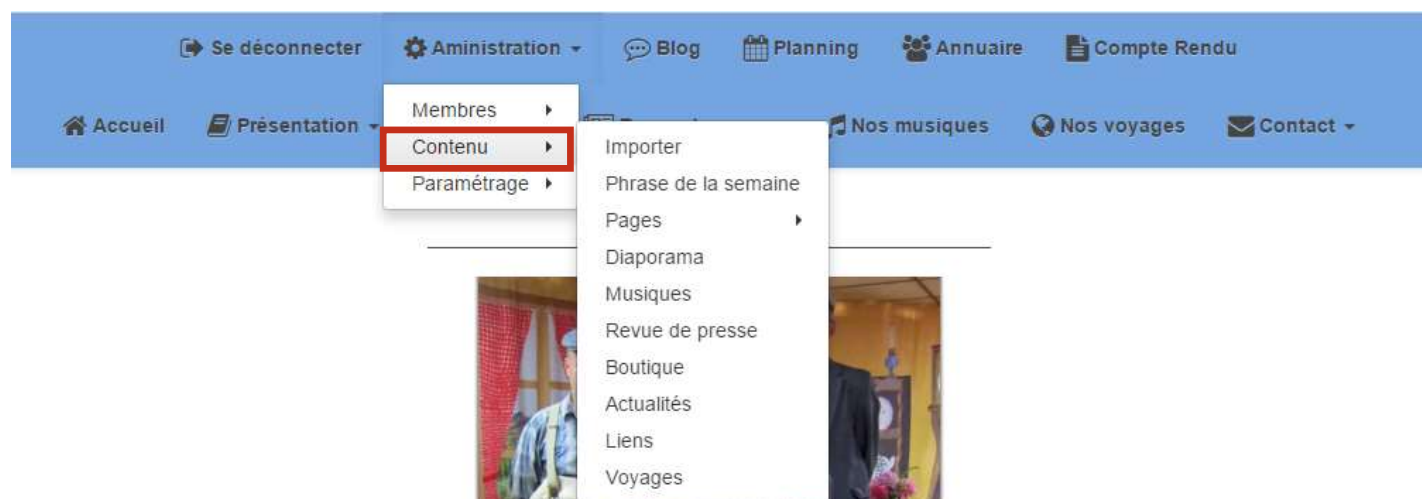 Se déconnecter Aministration Blog Planning Annuaire Compte Rendu
Accueil Présentation Nos musiques Nos voyages Contact
Membres
Contenu
Paramétrage
Importer
Phrase de la semaine
Pages
Diaporama
Musiques
Revue de presse
Boutique
Actualités
Liens
Voyages